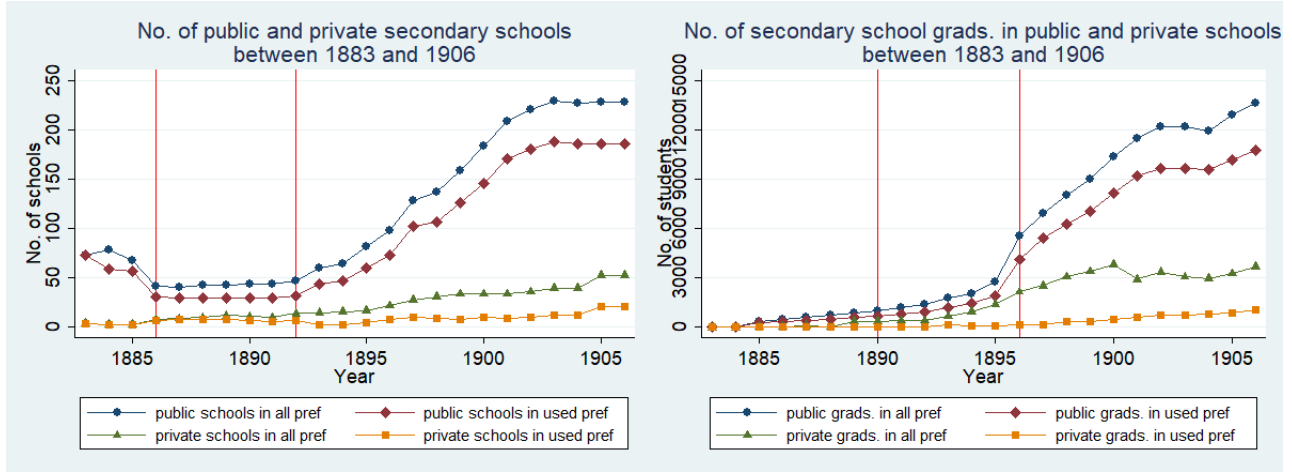 No. of public and private secondary schools
between 1883 and 1906
No. of schools
250
200
150
100
50
0
1885
1890
1895
1900
1905
Year
public schools in all pref
public schools in used pref
private schools in all pref
private schools in used pref
No. of secondary school grads. in public and private schools
between 1883 and 1906
No. of students
15000
12000
9000
6000
3000
0
1885
1890
1895
1900
1905
Year
public grads. in all pref
public grads. in used pref
private grads. in all pref
private grads. in used pref